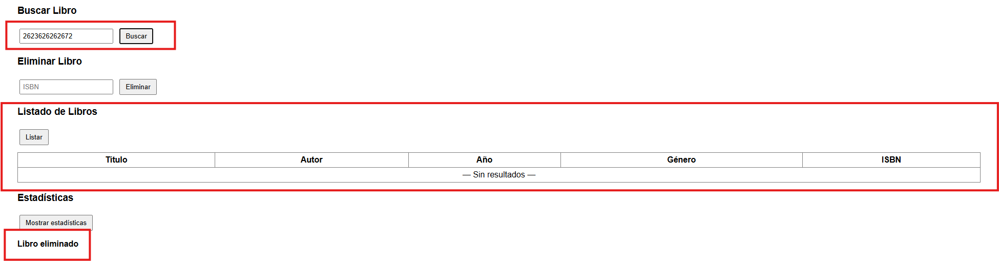 Buscar Libro
2623626262672 Buscar
Eliminar Libro
ISBN Eliminar
Listado de Libros
Listar
Título Autor Año Género ISBN
— Sin resultados —
Estadísticas
Mostrar estadísticas
Libro eliminado